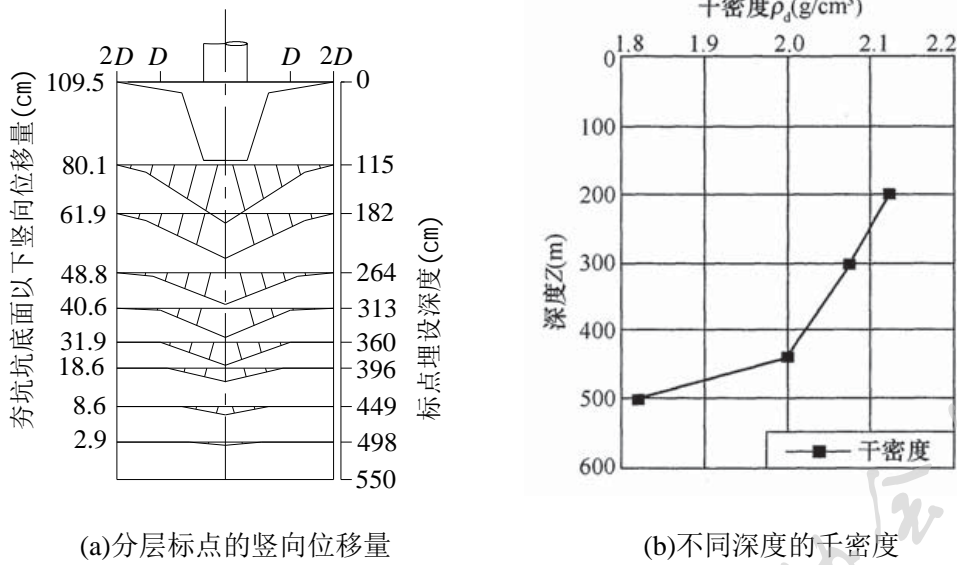 2D D D 2D
109.5 0
80.1 115
61.9 182
48.8 264
40.6 313
31.9 360
18.6 396
8.6 449
2.9 498
550
夯坑坑底面以下竖向位移量(cm)
标点埋设深度(cm)
(a)分层标点的竖向位移量
干密度ρd(g/cm³)
1.8 1.9 2.0 2.1 2.2
0
100
200
300
400
500
600
深度Z(m)
干密度
(b)不同深度的干密度